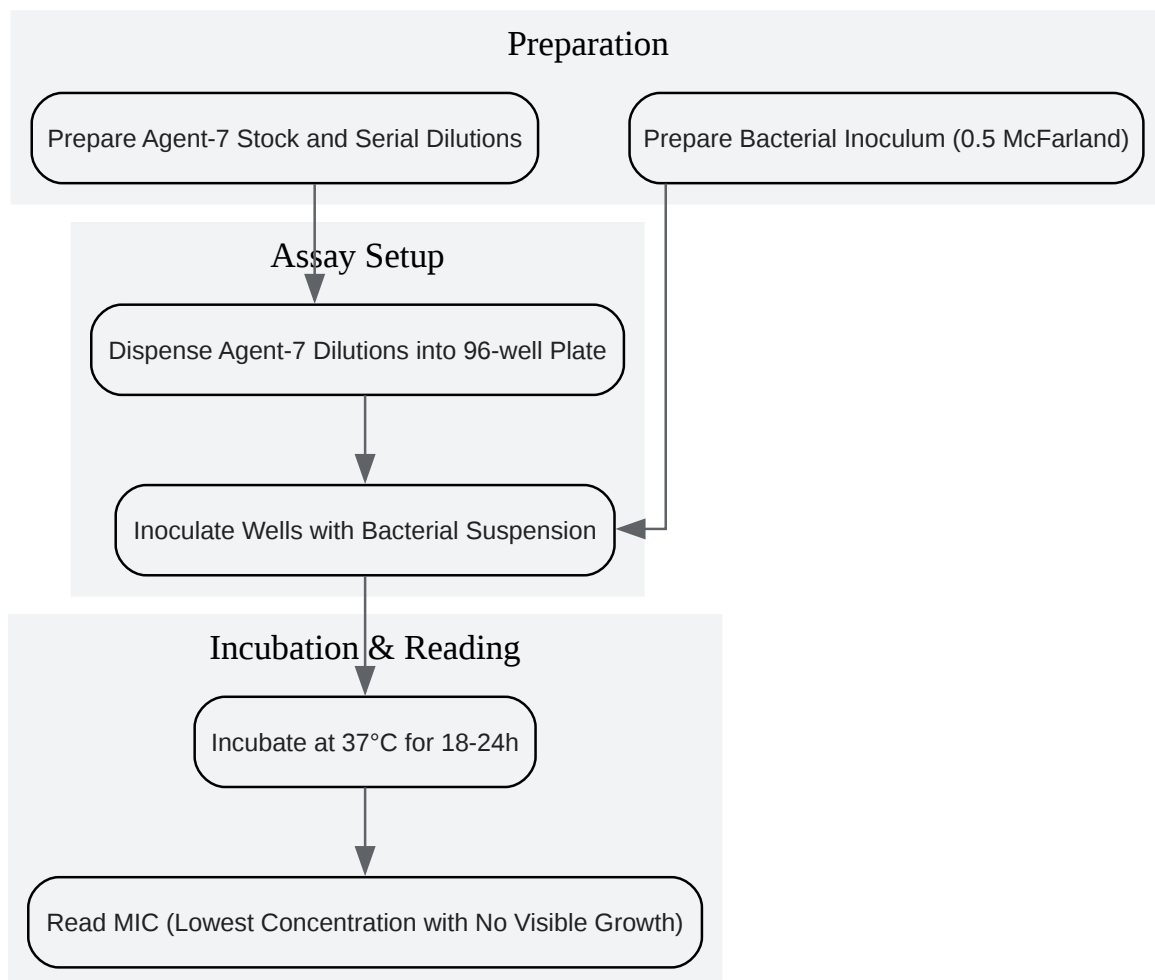 Preparation
Prepare Agent-7 Stock and Serial Dilutions
Prepare Bacterial Inoculum (0.5 McFarland)
Assay Setup
Dispense Agent-7 Dilutions into 96-well Plate
Inoculate Wells with Bacterial Suspension
Incubation & Reading
Incubate at 37°C for 18-24h
Read MIC (Lowest Concentration with No Visible Growth)